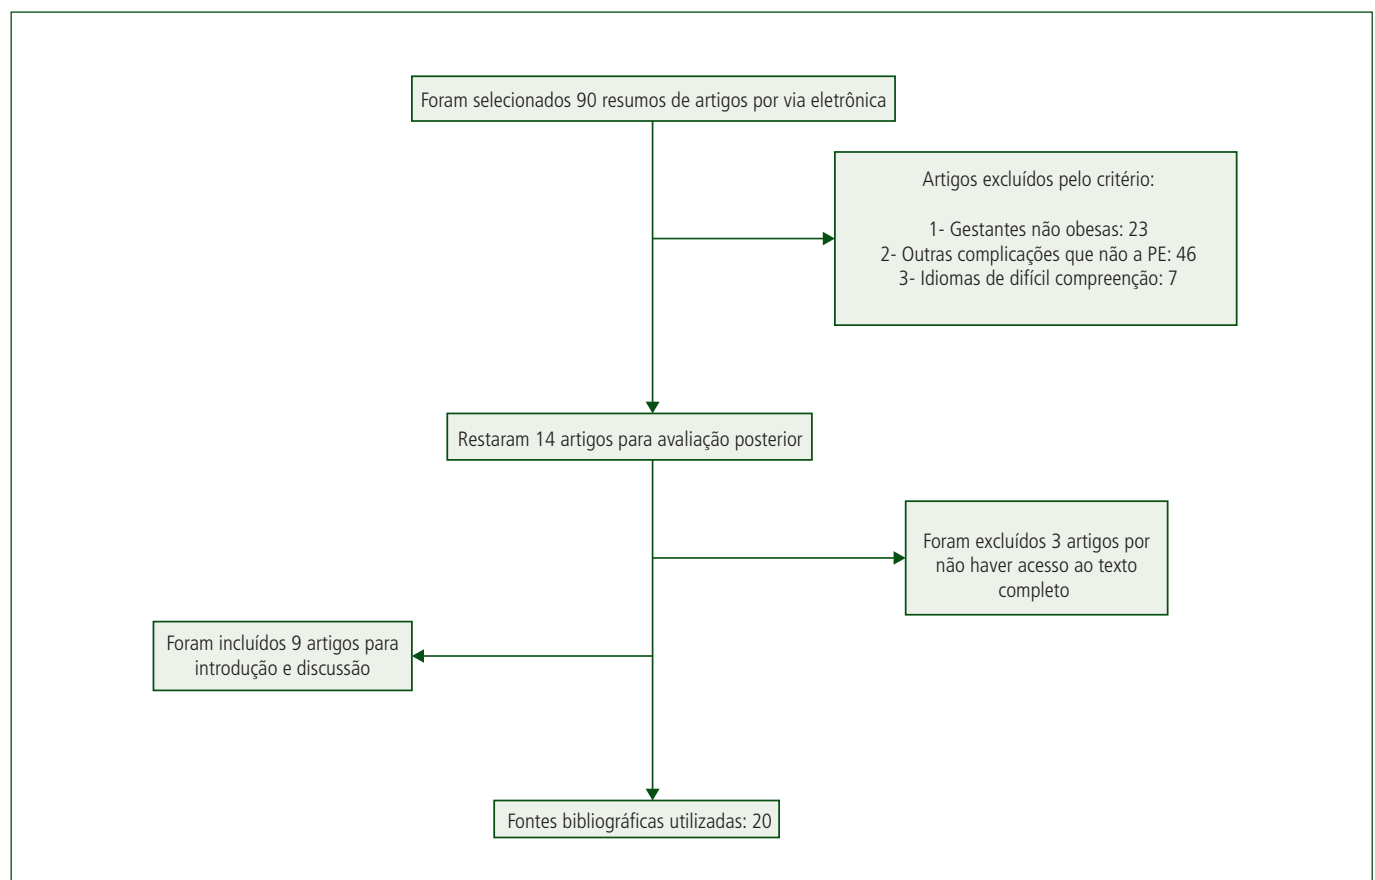 Foram selecionados 90 resumos de artigos por via eletrônica
Artigos excluídos pelo critério:
1- Gestantes não obesas: 23
2- Outras complicações que não a PE: 46
3- Idiomas de difícil compreenção: 7
Restaram 14 artigos para avaliação posterior
Foram excluídos 3 artigos por
não haver acesso ao texto
completo
Foram incluídos 9 artigos para
introdução e discussão
Fontes bibliográficas utilizadas: 20